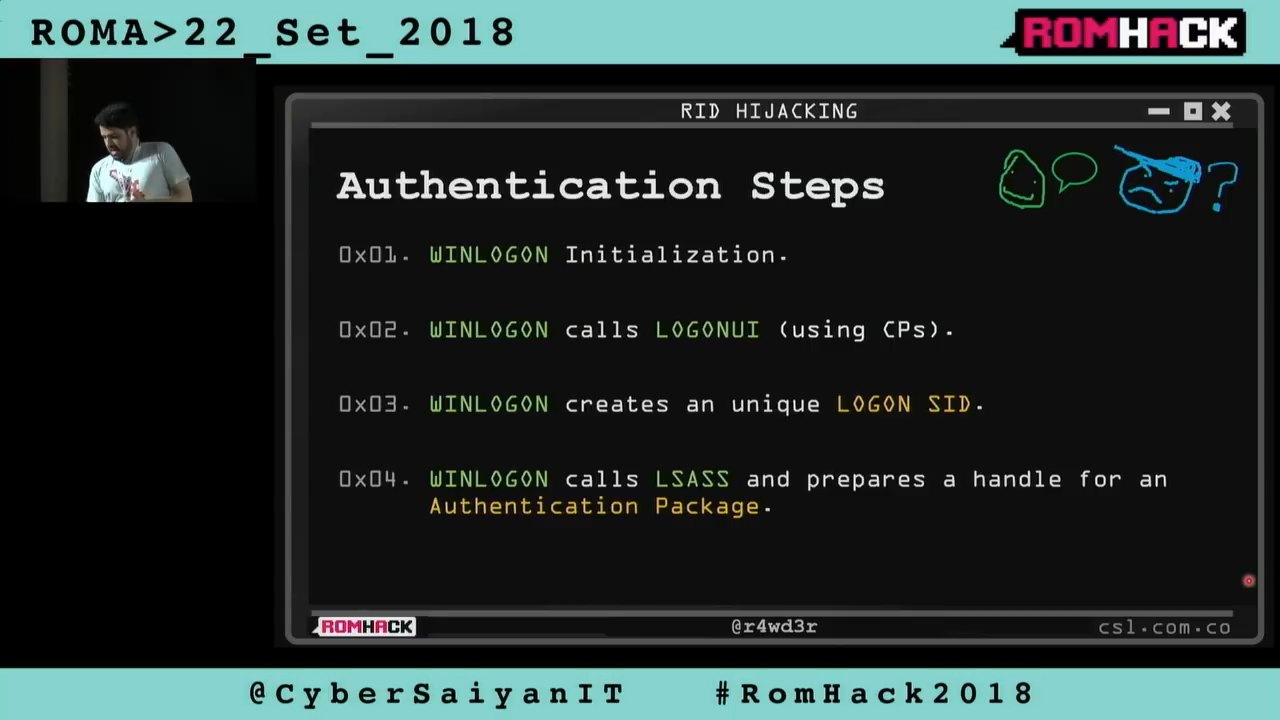 ROMA>22_Set_2018
ROMHACK
RID HIJACKING
Authentication Steps
?
0x01. WINLOGON Initialization.
0x02. WINLOGON calls LOGONUI (using CPs).
0x03. WINLOGON creates an unique LOGON SID.
0x04. WINLOGON calls LSASS and prepares a handle for an
Authentication Package.
ROMHACK
@r4wd3r
csl.com.co
@CyberSaiyanIT
#RomHack2018